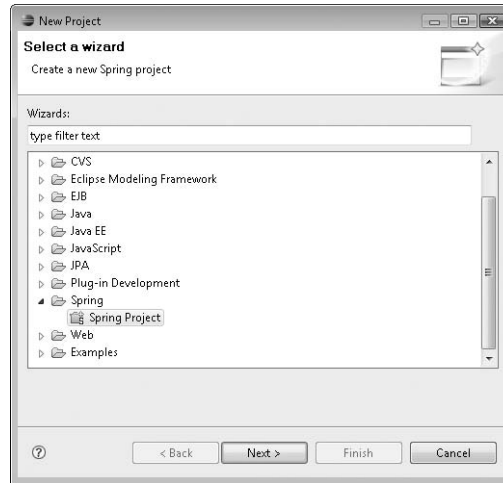 New Project
Select a wizard
Create a new Spring project
Wizards:
type filter text
CVS
Eclipse Modeling Framework
EJB
Java
Java EE
JavaScript
JPA
Plug-in Development
Spring
Spring Project
Web
Examples
< Back Next > Finish Cancel